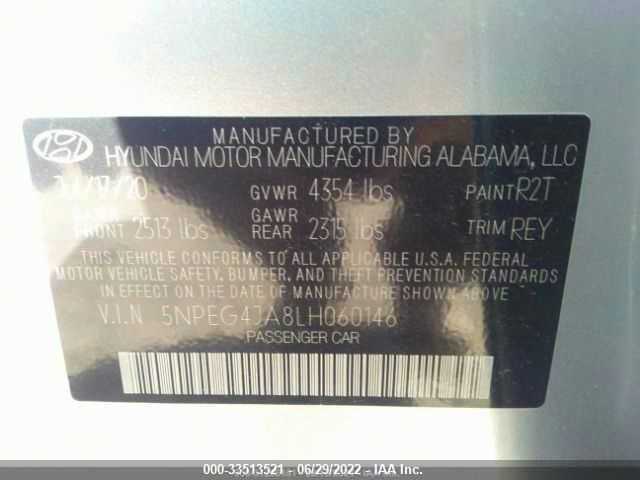 MANUFACTURED BY
HYUNDAI MOTOR MANUFACTURING ALABAMA, LLC
GVWR 4354 lbs PAINT R2T
GAWR
FRONT 2513 lbs
GAWR
REAR 2315 lbs
TRIM REY
THIS VEHICLE CONFORMS TO ALL APPLICABLE U.S.A. FEDERAL
MOTOR VEHICLE SAFETY, BUMPER, AND THEFT PREVENTION
STANDARDS IN EFFECT ON THE DATE OF MANUFACTURE SHOWN
ABOVE.
V.I.N 5NPEG4JA8LH060146
PASSENGER CAR
000-33513521 - 06/29/2022 - IAA Inc.